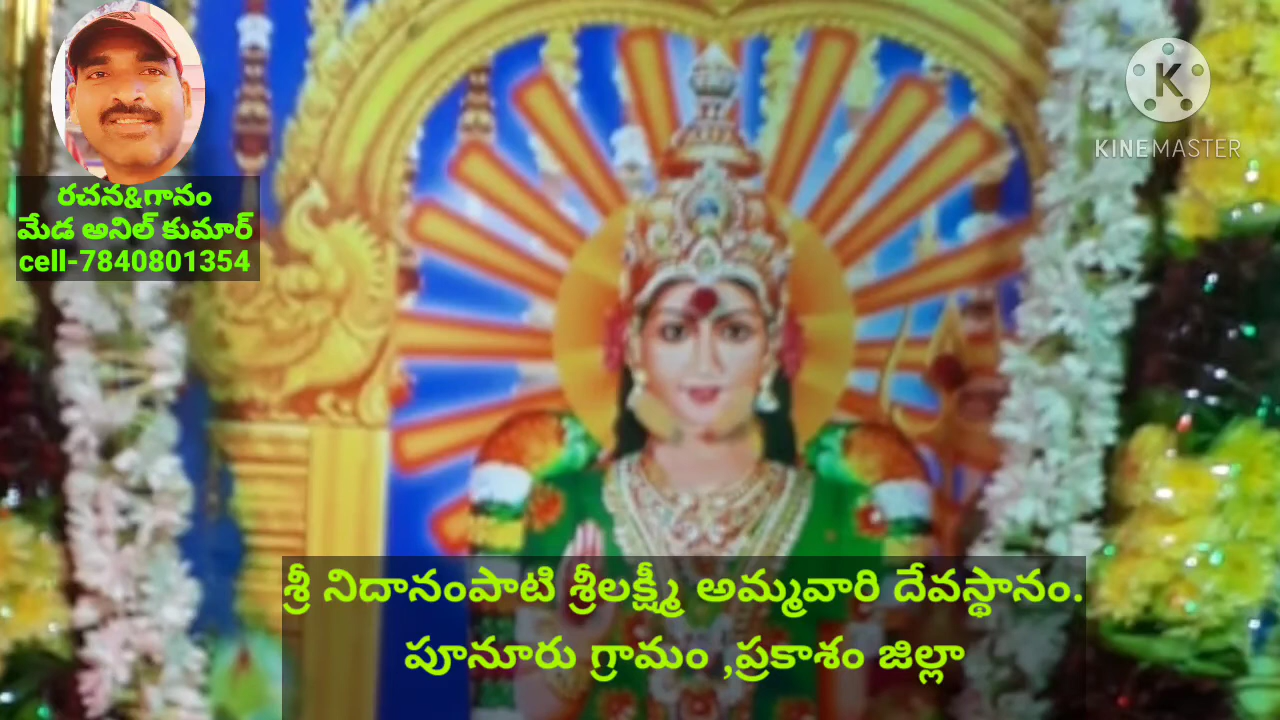 రచన&గానం
మేడ అనిల్ కుమార్
cell-7840801354
K
KINEMASTER
శ్రీ నిదానంపాటి శ్రీలక్ష్మీ అమ్మవారి దేవస్థానం.
పూనూరు గ్రామం ,ప్రకాశం జిల్లా